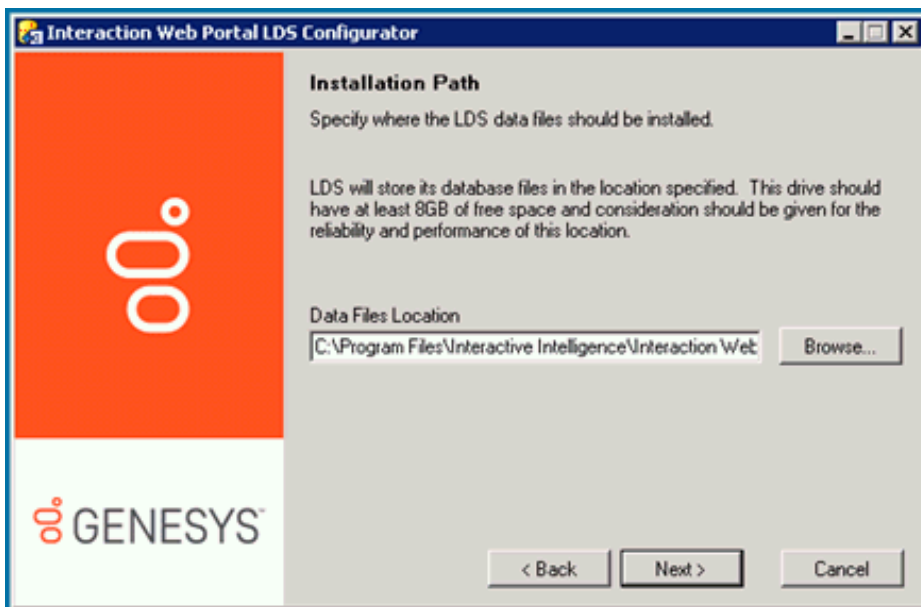 Interaction Web Portal LDS Configurator
Installation Path
Specify where the LDS data files should be installed.
LDS will store its database files in the location specified. This drive should
have at least 8GB of free space and consideration should be given for the
reliability and performance of this location.
Data Files Location
C:\Program Files\Interactive Intelligence\Interaction Web
Browse...
GENESYS
< Back
Next >
Cancel